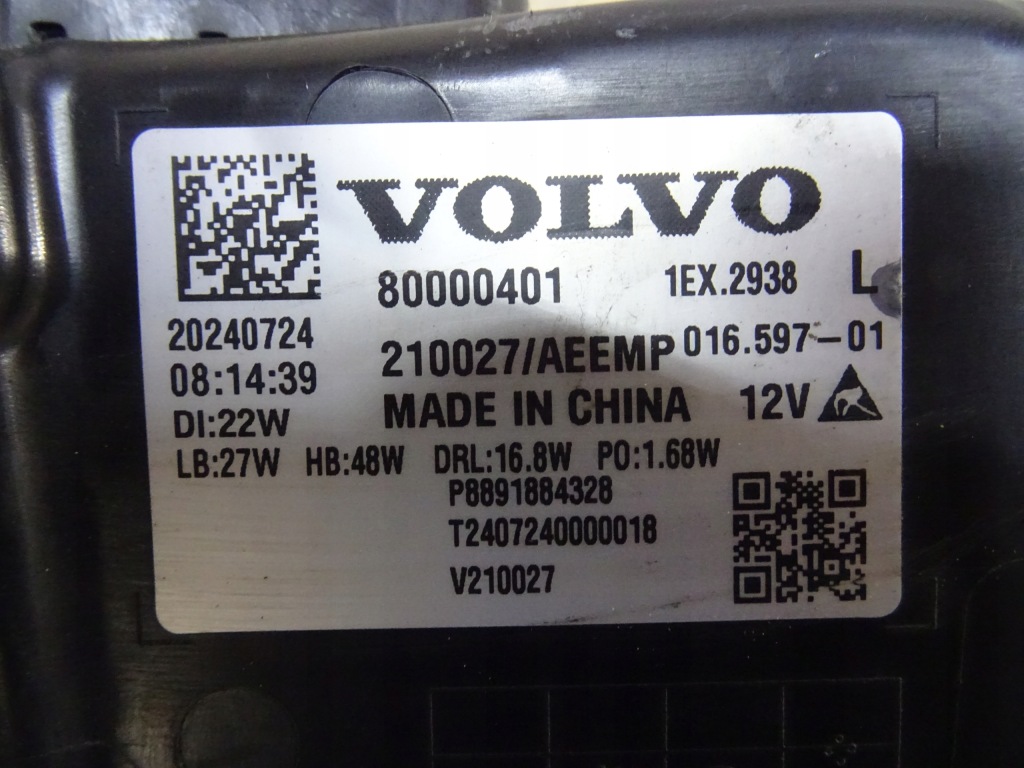 VOLVO
80000401 1EX.2938 L
20240724
210027/AEEMP 016.597-01
08:14:39
MADE IN CHINA 12V
DI:22W
LB:27W HB:48W DRL:16.8W PO:1.68W
P8891884328
T2407240000018
V210027